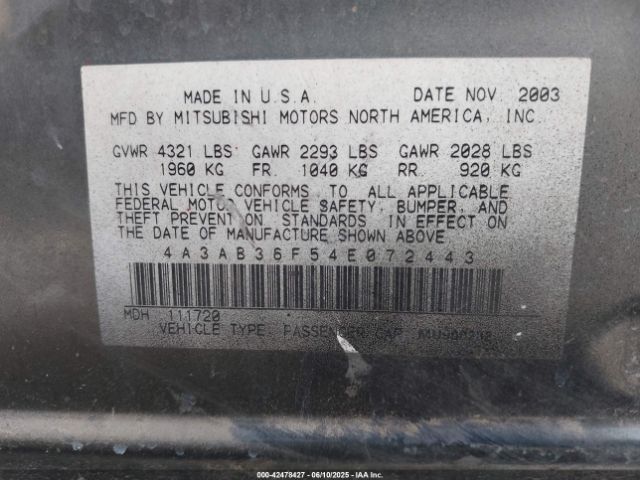 MADE IN U.S.A. DATE NOV. 2003
MFD BY MITSUBISHI MOTORS NORTH AMERICA, INC.
GVWR 4321 LBS GAWR 2293 LBS GAWR 2028 LBS
1960 KG FR. 1040 KG RR. 920 KG
THIS VEHICLE CONFORMS TO ALL APPLICABLE
FEDERAL MOTOR VEHICLE SAFETY, BUMPER, AND
THEFT PREVENTION STANDARDS IN EFFECT ON
THE DATE OF MANUFACTURE SHOWN ABOVE
4A3AB36F54E072443
MDH 111720
VEHICLE TYPE. PASSENGER CAR
000-42478427 - 06/10/2025 - IAA Inc.